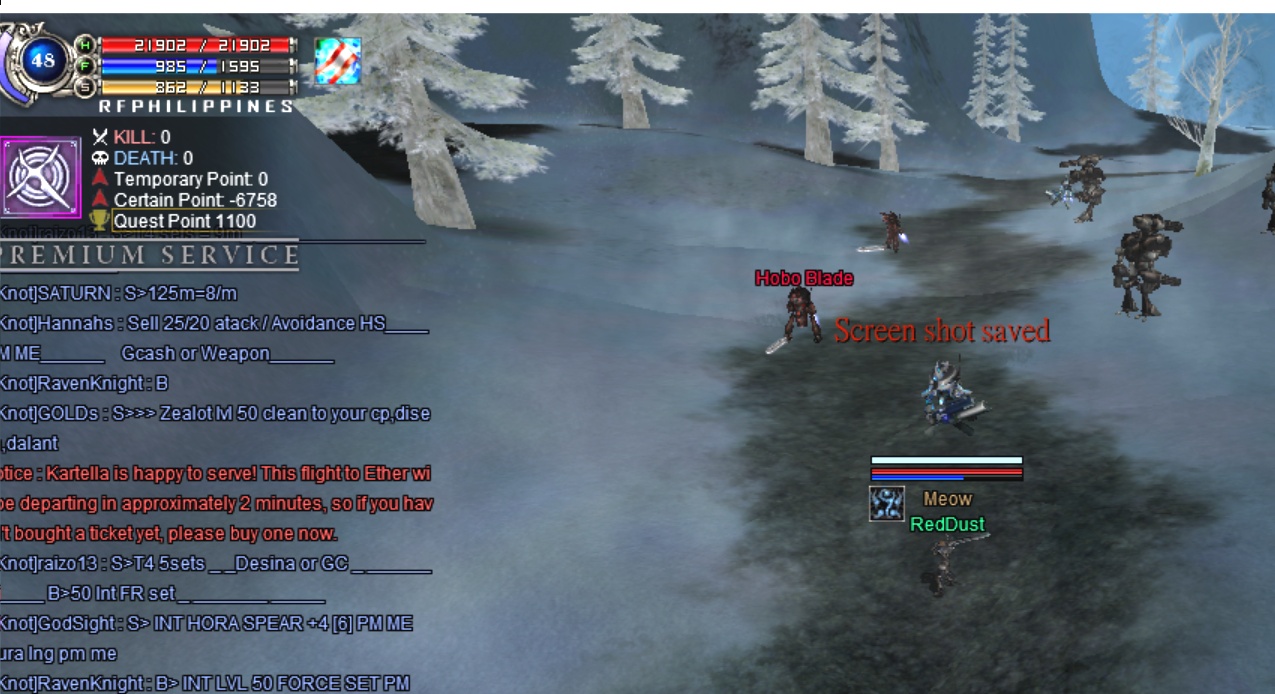 48
H 21902 / 21902
F 985 / 1595
S 862 / 1133
RFPHILIPPINES
KILL: 0
DEATH: 0
Temporary Point: 0
Certain Point: -6758
Quest Point 1100
PREMIUM SERVICE
Knot]SATURN : S>125m=8/m
Knot]Hannahs : Sell 25/20 atack / Avoidance HS____
M ME______ Gcash or Weapon______
Knot]RavenKnight : B
Knot]GOLDs : S>>> Zealot lvl 50 clean to your cp,dise
,dalant
otice : Kartella is happy to serve! This flight to Ether wi
be departing in approximately 2 minutes, so if you hav
't bought a ticket yet, please buy one now.
Knot]raizo13 : S>T4 5sets _ _Desina or GC _ ______
____ B>50 Int FR set _ ________ ______
Knot]GodSight : S> INT HORA SPEAR +4 [6] PM ME
ura Ing pm me
Knot]RavenKnight : B> INT LVL 50 FORCE SET PM
Hobo Blade
Screen shot saved
Meow
RedDust